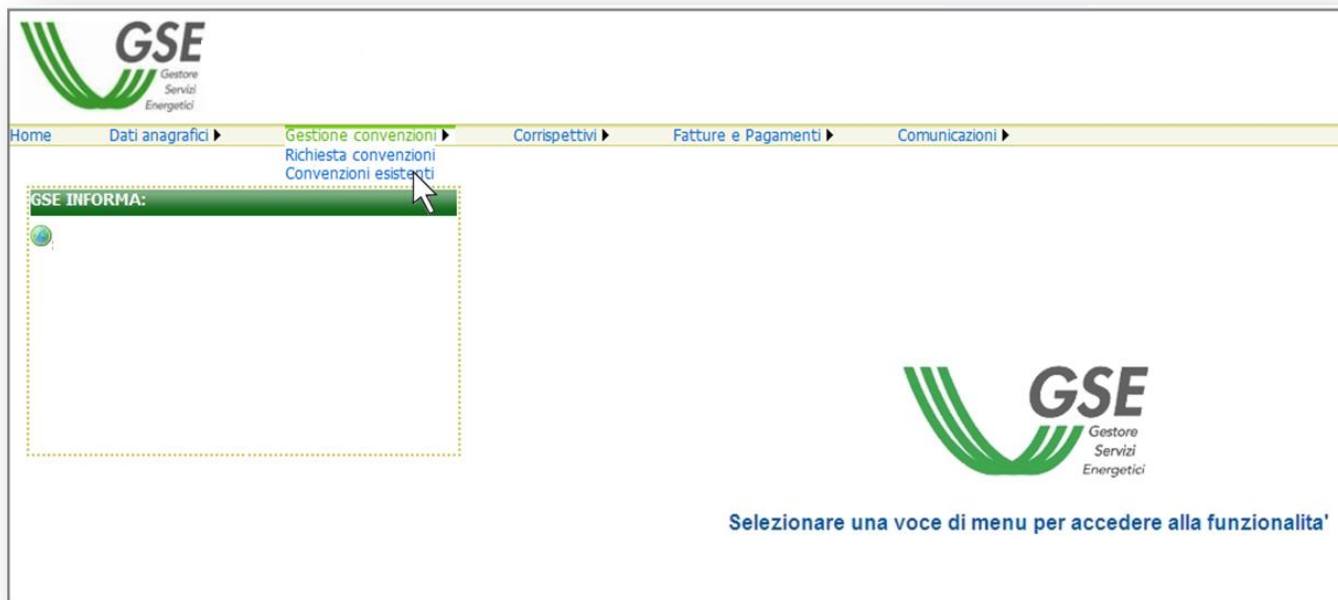 GSE
Gestore
Servizi
Energetici
Home Dati anagrafici Gestione convenzioni Corrispettivi Fatture e Pagamenti Comunicazioni
Richiesta convenzioni
Convenzioni esistenti
GSE INFORMA:
GSE
Gestore
Servizi
Energetici
Selezionare una voce di menu per accedere alla funzionalita'